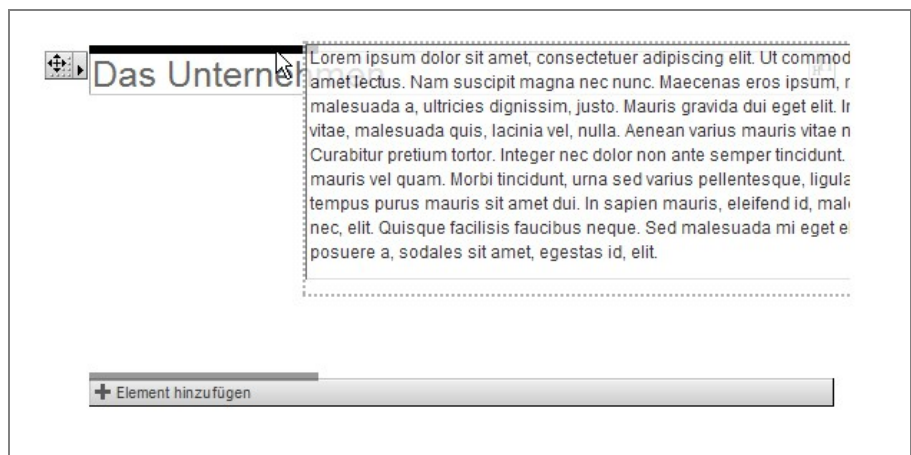 Das Unternehmen
Lorem ipsum dolor sit amet, consectetuer adipiscing elit. Ut commod
amet lectus. Nam suscipit magna nec nunc. Maecenas eros ipsum, r
malesuada a, ultricies dignissim, justo. Mauris gravida dui eget elit. Ir
vitae, malesuada quis, lacinia vel, nulla. Aenean varius mauris vitae n
Curabitur pretium tortor. Integer nec dolor non ante semper tincidunt.
mauris vel quam. Morbi tincidunt, urna sed varius pellentesque, ligula
tempus purus mauris sit amet dui. In sapien mauris, eleifend id, mal
nec, elit. Quisque facilisis faucibus neque. Sed malesuada mi eget e
posuere a, sodales sit amet, egestas id, elit.
Element hinzufügen